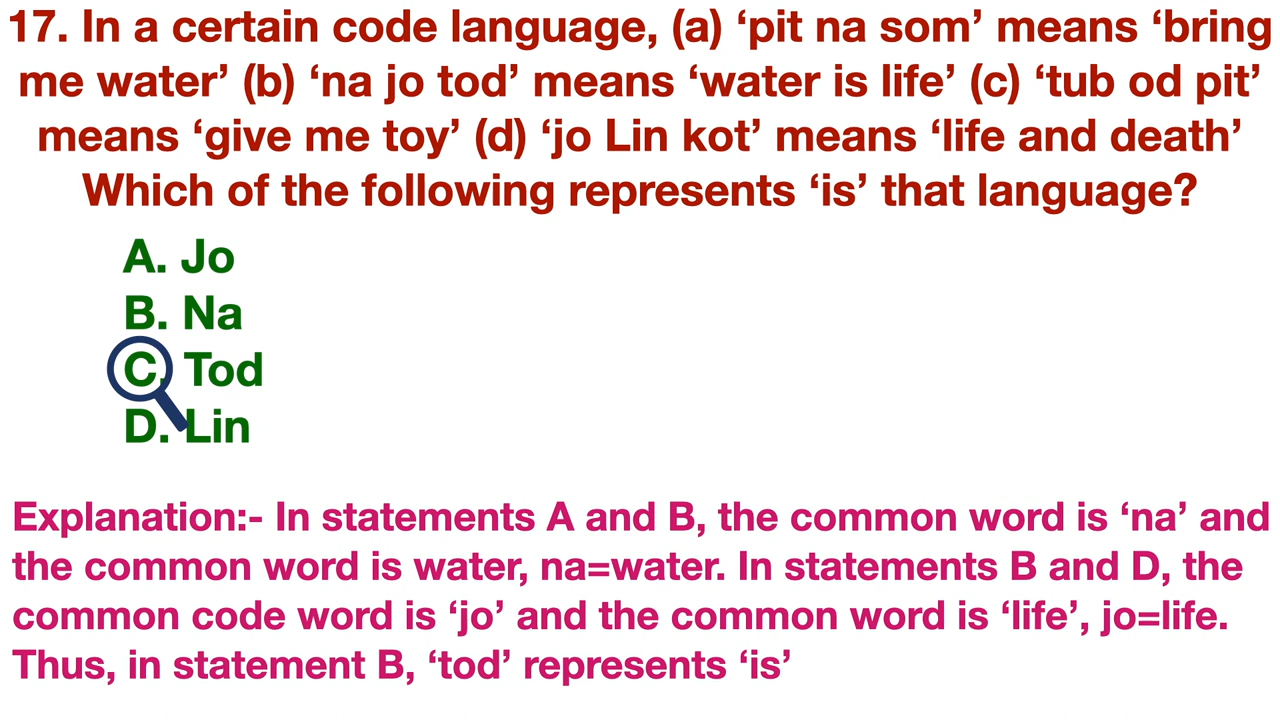 17. In a certain code language, (a) ‘pit na som’ means ‘bring
me water’ (b) ‘na jo tod’ means ‘water is life’ (c) ‘tub od pit’
means ‘give me toy’ (d) ‘jo Lin kot’ means ‘life and death’
Which of the following represents ‘is’ that language?
A. Jo
B. Na
C. Tod
D. Lin
Explanation:- In statements A and B, the common word is ‘na’ and
the common word is water, na=water. In statements B and D, the
common code word is ‘jo’ and the common word is ‘life’, jo=life.
Thus, in statement B, ‘tod’ represents ‘is’